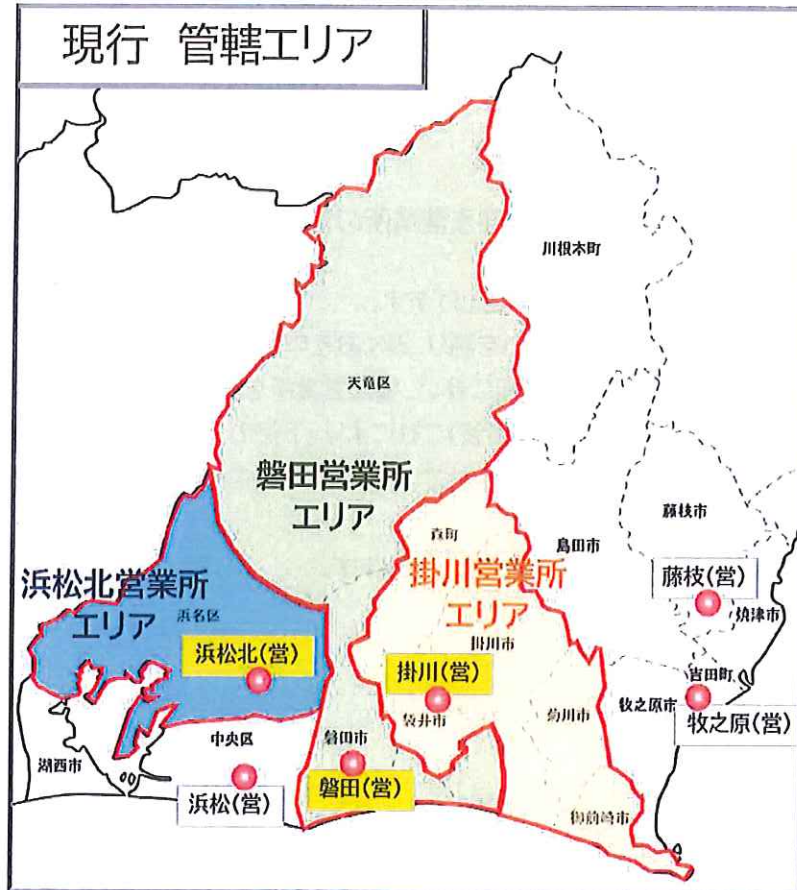 現行 管轄エリア
川根本町
天竜区
磐田営業所
エリア
藤枝市
森町
島田市
掛川営業所
エリア
浜松北営業所
エリア
浜名区
藤枝(営)
焼津市
掛川市
浜松北(営)
掛川(営)
吉田町
牧之原市
菊川市
袋井市
牧之原(営)
中央区
磐田市
湖西市
浜松(営)
磐田(営)
御前崎市